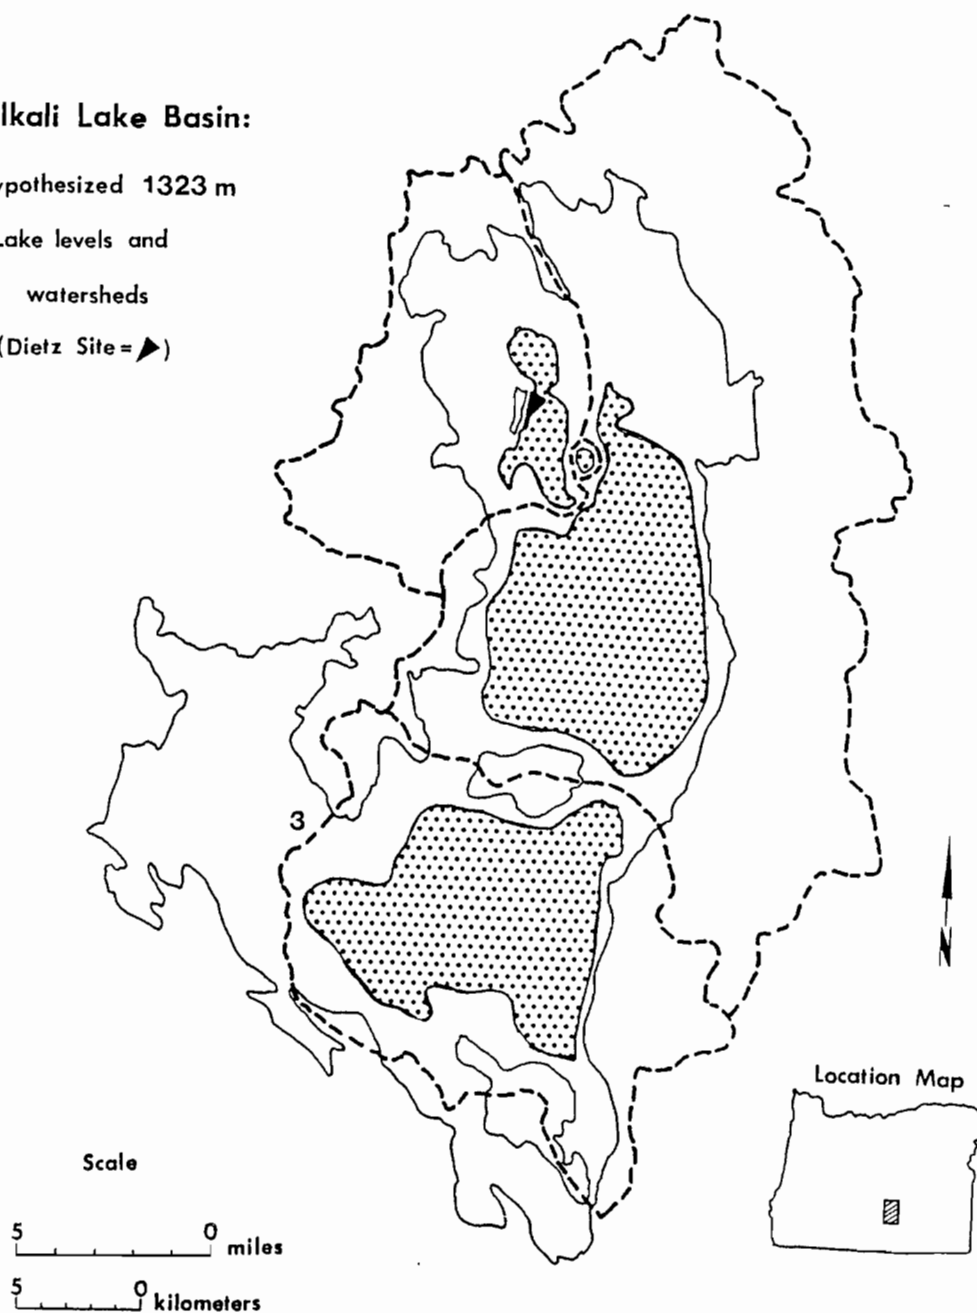 lkali Lake Basin:
ypothesized 1323 m
Lake levels and
watersheds
(Dietz Site = )
3
N
Location Map
Scale
5 0 miles
5 0 kilometers